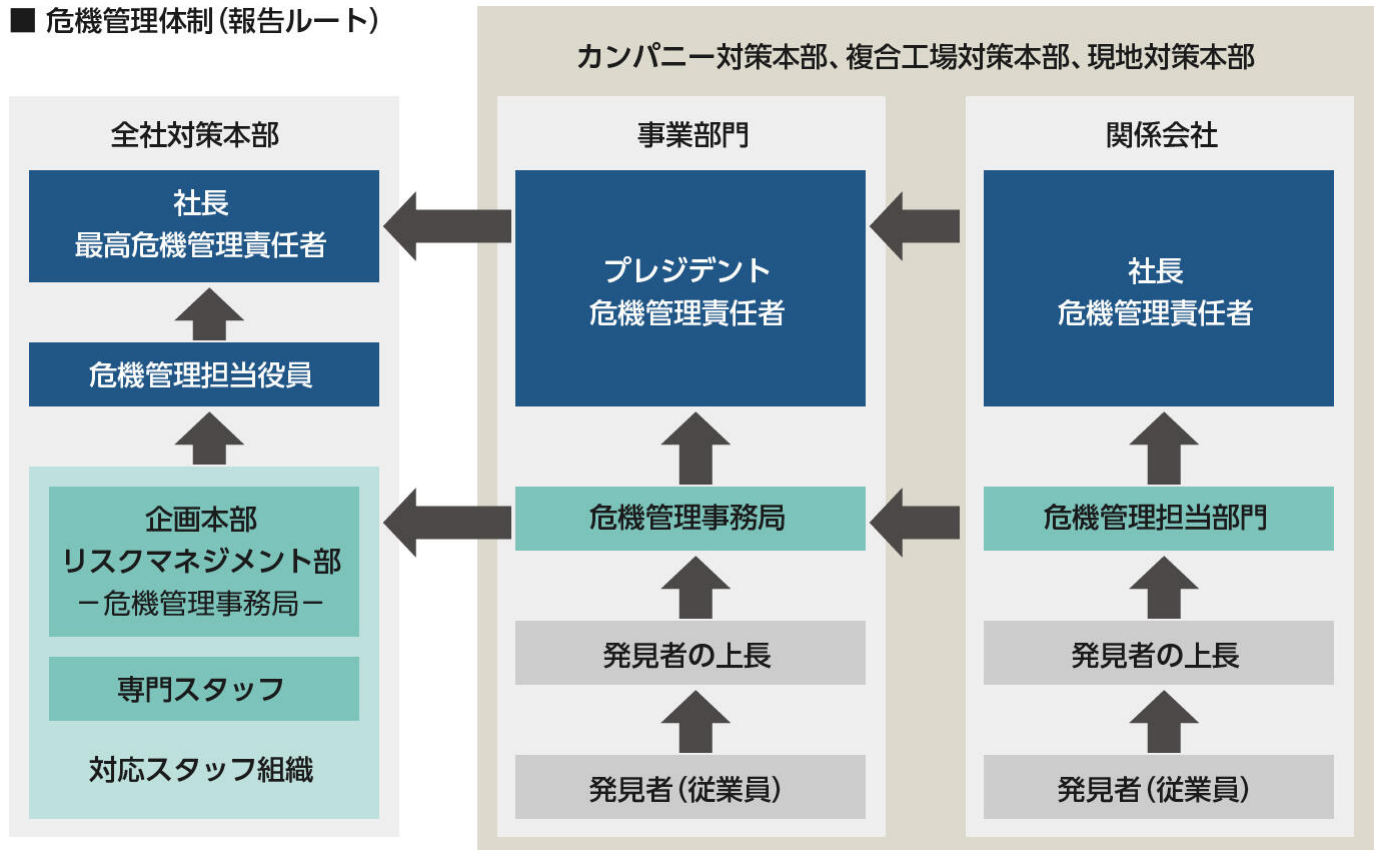 ■ 危機管理体制(報告ルート)
カンパニー対策本部、複合工場対策本部、現地対策本部
全社対策本部
社長
最高危機管理責任者
危機管理担当役員
企画本部
リスクマネジメント部
－危機管理事務局－
専門スタッフ
対応スタッフ組織
事業部門
プレジデント
危機管理責任者
危機管理事務局
発見者の上長
発見者(従業員)
関係会社
社長
危機管理責任者
危機管理担当部門
発見者の上長
発見者(従業員)